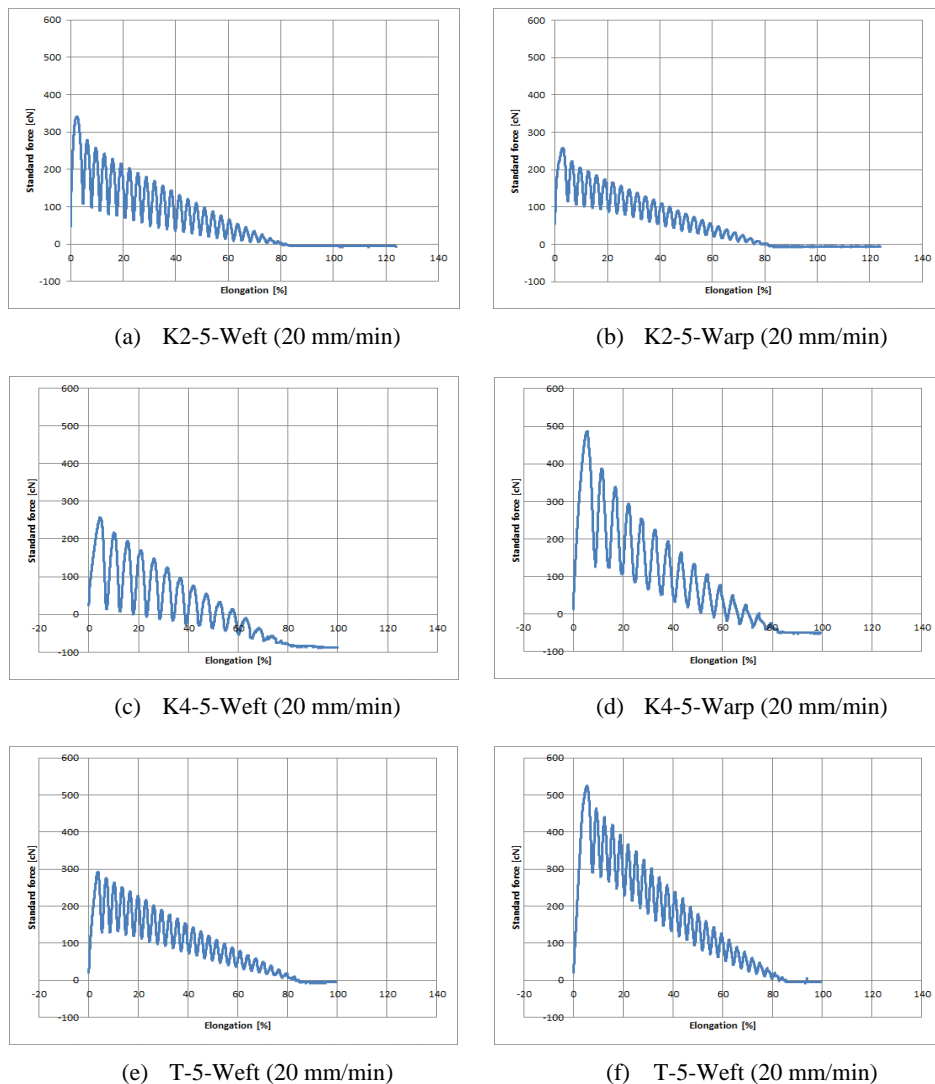 600
500
400
300
200
100
0
-100
0 20 40 60 80 100 120 140
Standard force [cN]
Elongation [%]
(a) K2-5-Weft (20 mm/min)
600
500
400
300
200
100
0
-100
0 20 40 60 80 100 120 140
Standard force [cN]
Elongation [%]
(b) K2-5-Warp (20 mm/min)
600
500
400
300
200
100
0
-100
-20 0 20 40 60 80 100 120 140
Standard force [cN]
Elongation [%]
(c) K4-5-Weft (20 mm/min)
600
500
400
300
200
100
0
-100
-20 0 20 40 60 80 100 120 140
Standard force [cN]
Elongation [%]
(d) K4-5-Warp (20 mm/min)
600
500
400
300
200
100
0
-100
-20 0 20 40 60 80 100 120 140
Standard force [cN]
Elongation [%]
(e) T-5-Weft (20 mm/min)
600
500
400
300
200
100
0
-100
-20 0 20 40 60 80 100 120 140
Standard force [cN]
Elongation [%]
(f) T-5-Weft (20 mm/min)